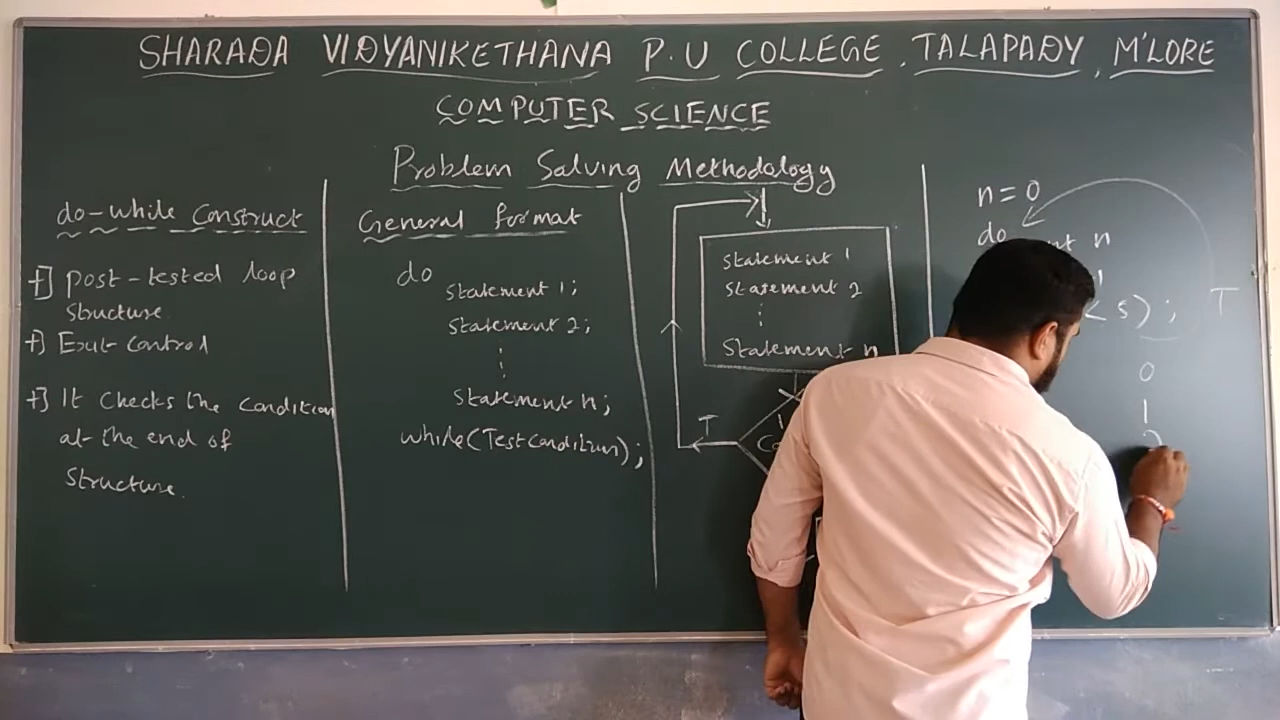 SHARADA VIDYANIKETHANA P.U COLLEGE, TALAPADY, M'LORE
COMPUTER SCIENCE
Problem Solving Methodology
do-while Construct
Post-tested loop
Structure.
Exit control
It checks the condition
at the end of
Structure.
General format
do
Statement 1;
Statement 2;
Statement n;
while(Test condition);
Statement 1
Statement 2
Statement n
T
n=0
do
n
1
< 5); T
0
1
2